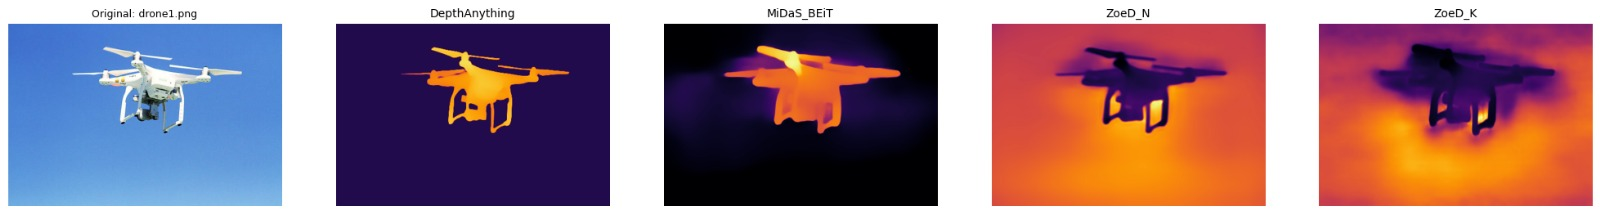 Original: drone1.png
DepthAnything
MiDaS_BEiT
ZoeD_N
ZoeD_K